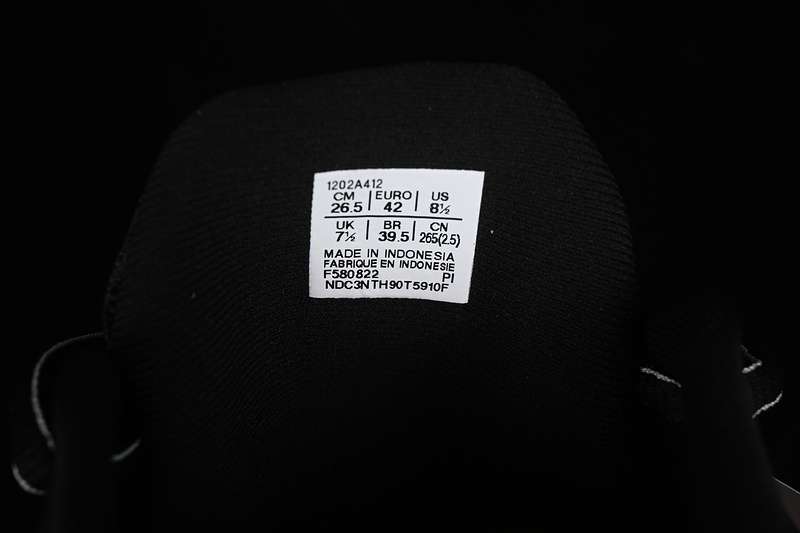 1202A412
CM | EURO | US
26.5 | 42 | 8½
UK | BR | CN
7½ | 39.5 | 265(2.5)
MADE IN INDONESIA
FABRIQUE EN INDONESIE
F580822 PI
NDC3NTH90T5910F